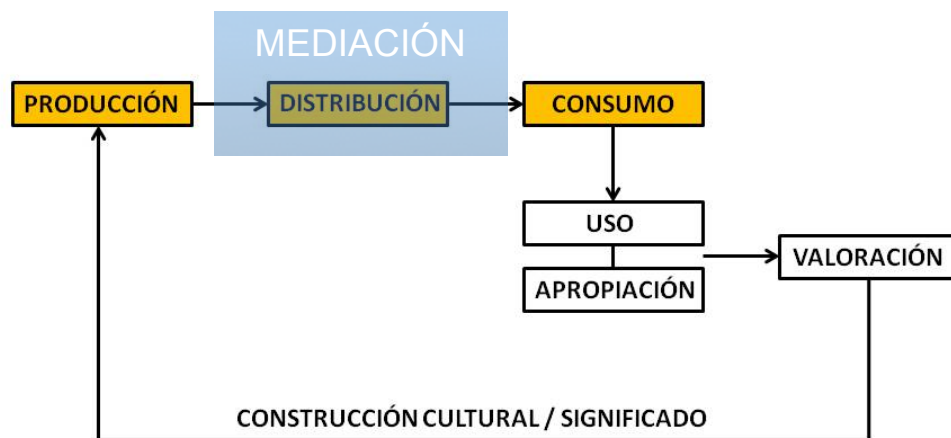 MEDIACIÓN
PRODUCCIÓN
DISTRIBUCIÓN
CONSUMO
USO
APROPIACIÓN
VALORACIÓN
CONSTRUCCIÓN CULTURAL / SIGNIFICADO